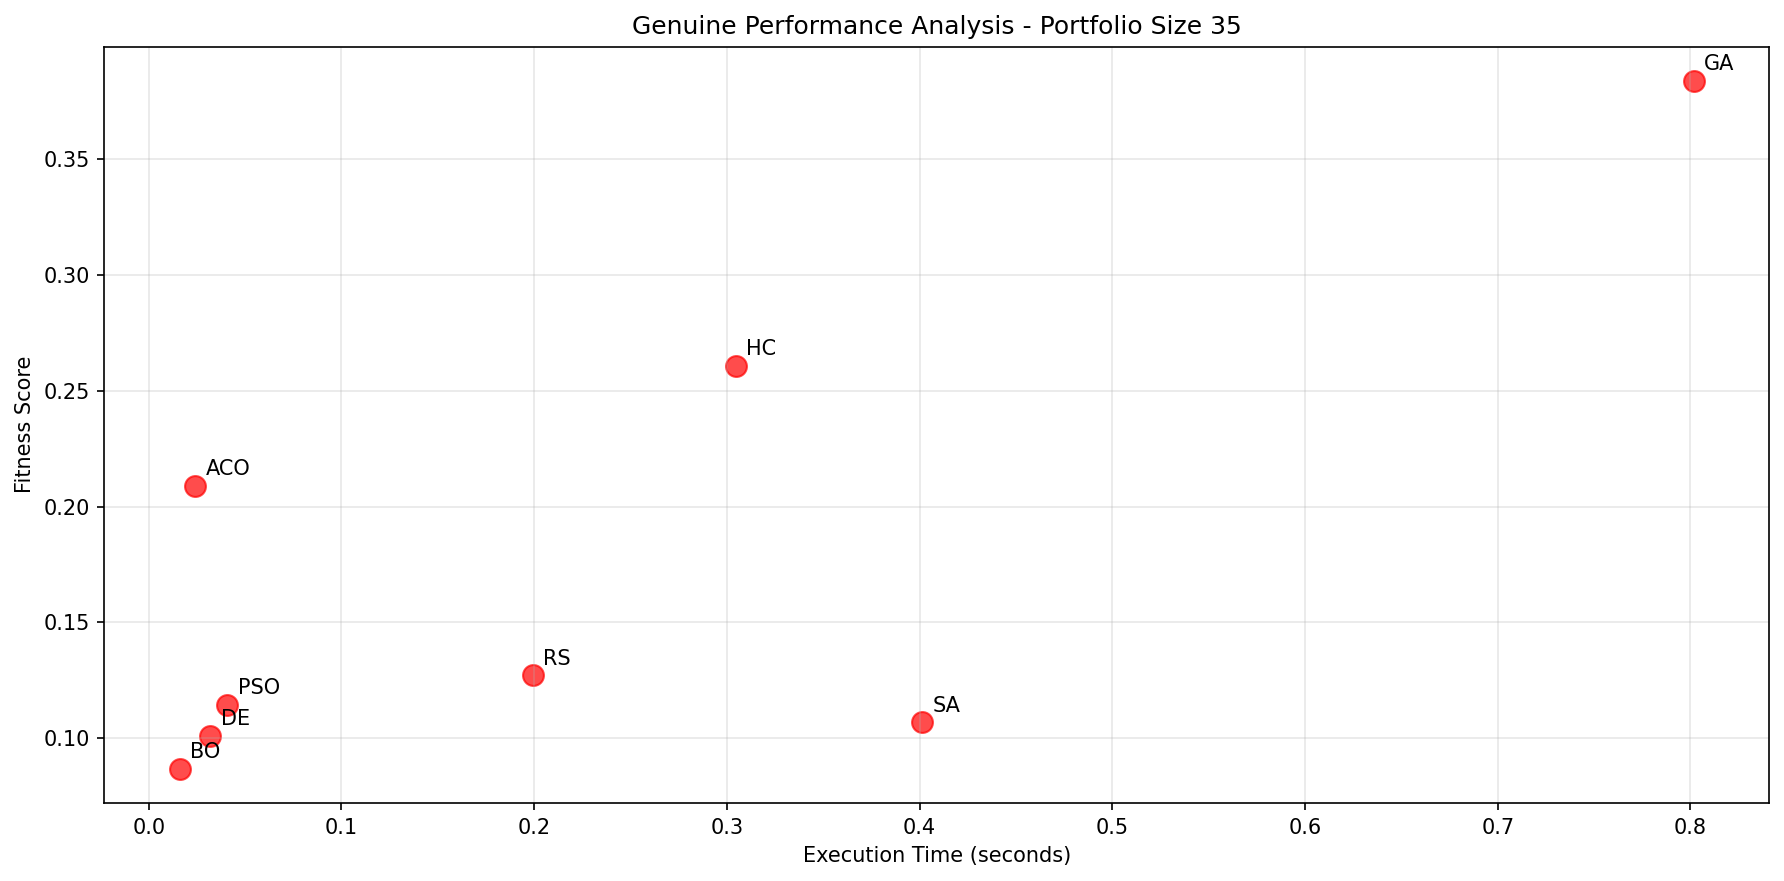 Genuine Performance Analysis - Portfolio Size 35
GA
0.35
0.30
HC
0.25
ACO
0.20
0.15
RS
PSO
SA
DE
0.10
BO
Fitness Score
0.0 0.1 0.2 0.3 0.4 0.5 0.6 0.7 0.8
Execution Time (seconds)